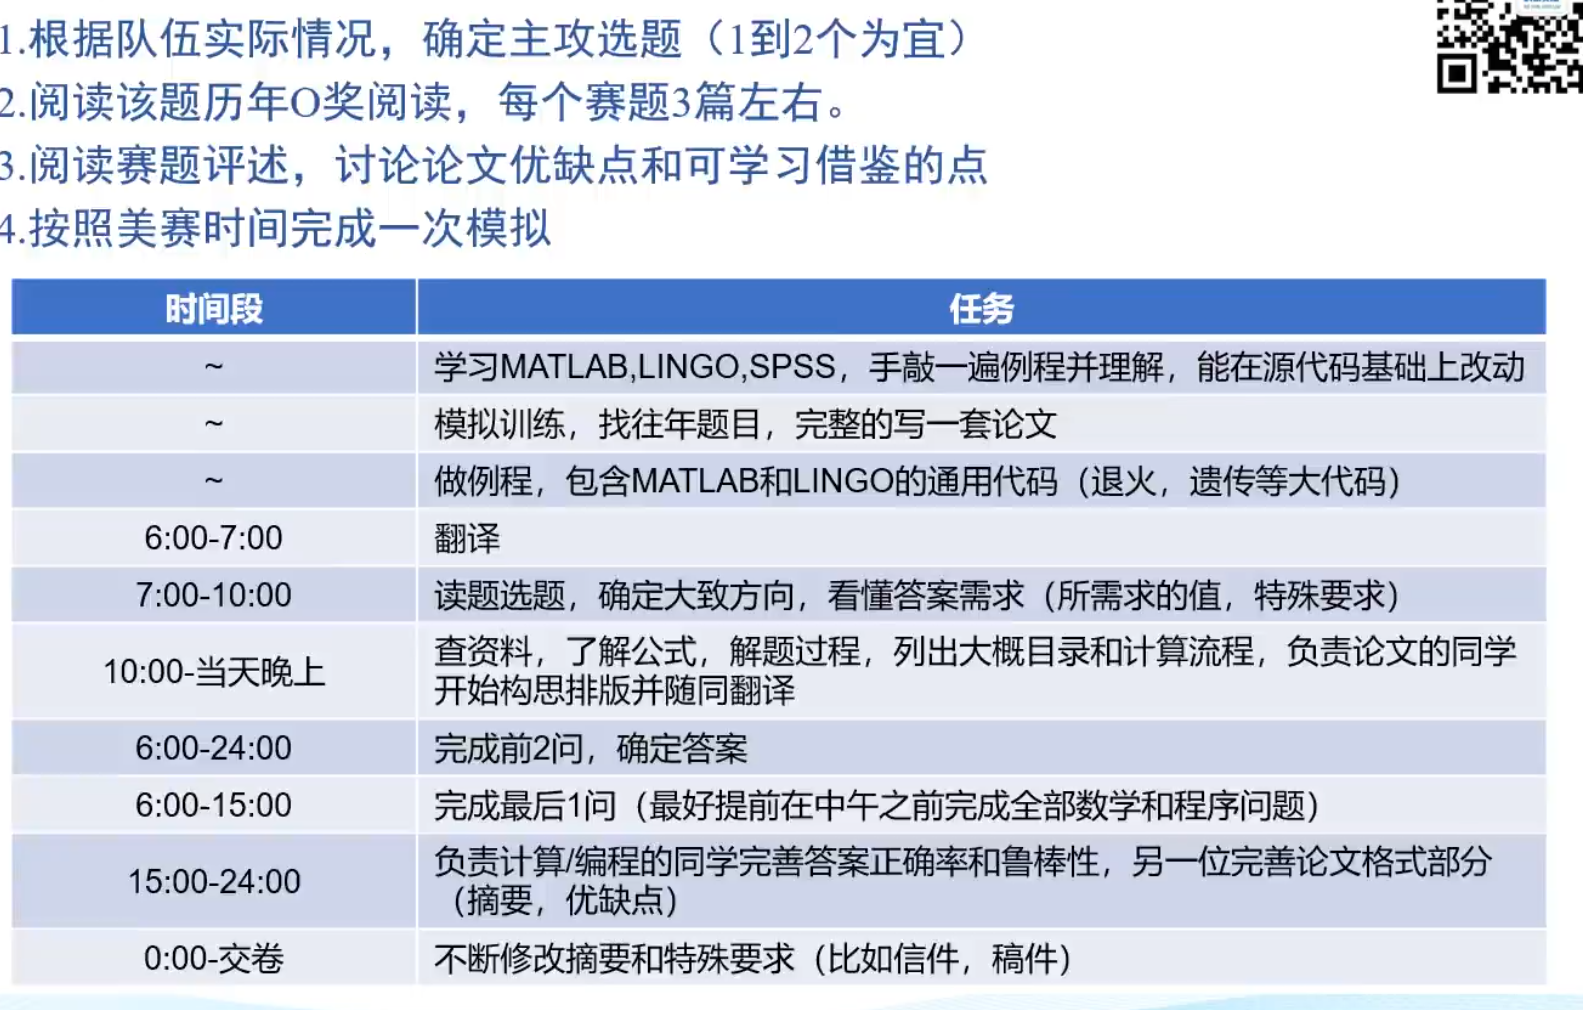 1.根据队伍实际情况，确定主攻选题（1到2个为宜）
2.阅读该题历年O奖阅读，每个赛题3篇左右。
3.阅读赛题评述，讨论论文优缺点和可学习借鉴的点
4.按照美赛时间完成一次模拟
时间段 任务
~ 学习MATLAB,LINGO,SPSS，手敲一遍例程并理解，能在源代码基础上改动
~ 模拟训练，找往年题目，完整的写一套论文
~ 做例程，包含MATLAB和LINGO的通用代码（退火，遗传等大代码）
6:00-7:00 翻译
7:00-10:00 读题选题，确定大致方向，看懂答案需求（所需求的值，特殊要求）
10:00-当天晚上 查资料，了解公式，解题过程，列出大概目录和计算流程，负责论文的同学
开始构思排版并随同翻译
6:00-24:00 完成前2问，确定答案
6:00-15:00 完成最后1问（最好提前在中午之前完成全部数学和程序问题）
15:00-24:00 负责计算/编程的同学完善答案正确率和鲁棒性，另一位完善论文格式部分
（摘要，优缺点）
0:00-交卷 不断修改摘要和特殊要求（比如信件，稿件）